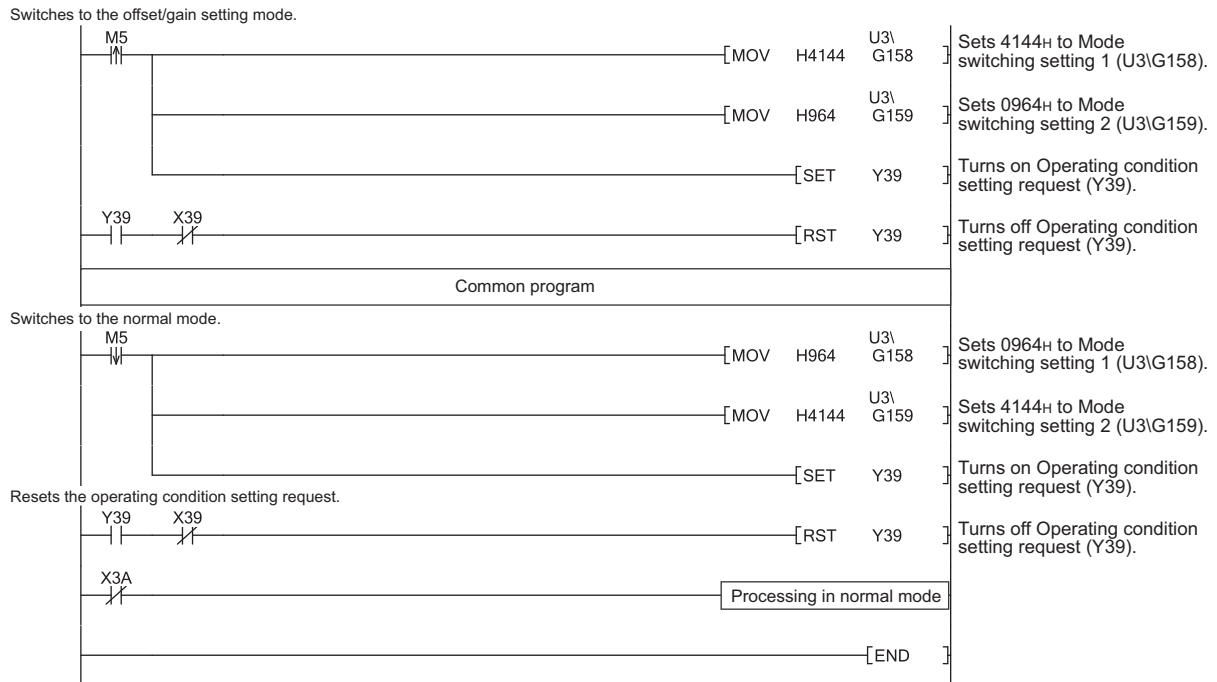 Switches to the offset/gain setting mode.
M5
MOV H4144 U3\ G158
Sets 4144H to Mode
switching setting 1 (U3\G158).
MOV H964 U3\ G159
Sets 0964H to Mode
switching setting 2 (U3\G159).
SET Y39
Turns on Operating condition
setting request (Y39).
Y39 X39
RST Y39
Turns off Operating condition
setting request (Y39).
Common program
Switches to the normal mode.
M5
MOV H964 U3\ G158
Sets 0964H to Mode
switching setting 1 (U3\G158).
MOV H4144 U3\ G159
Sets 4144H to Mode
switching setting 2 (U3\G159).
SET Y39
Turns on Operating condition
setting request (Y39).
Resets the operating condition setting request.
Y39 X39
RST Y39
Turns off Operating condition
setting request (Y39).
X3A
Processing in normal mode
END